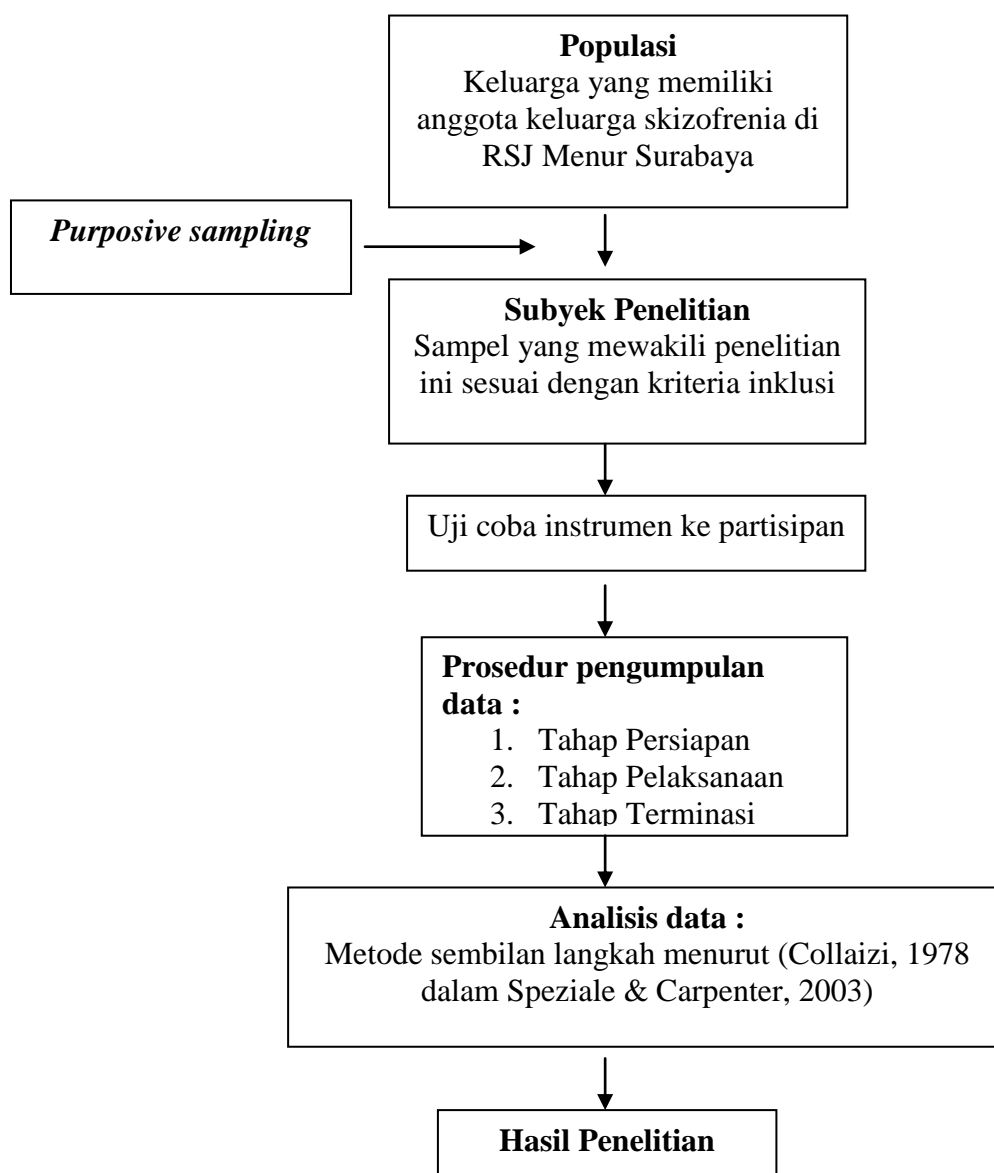 Populasi
Keluarga yang memiliki
anggota keluarga skizofrenia di
RSJ Menur Surabaya
Purposive sampling
Subyek Penelitian
Sampel yang mewakili penelitian
ini sesuai dengan kriteria inklusi
Uji coba instrumen ke partisipan
Prosedur pengumpulan
data :
1. Tahap Persiapan
2. Tahap Pelaksanaan
3. Tahap Terminasi
Analisis data :
Metode sembilan langkah menurut (Collaizi, 1978
dalam Speziale & Carpenter, 2003)
Hasil Penelitian